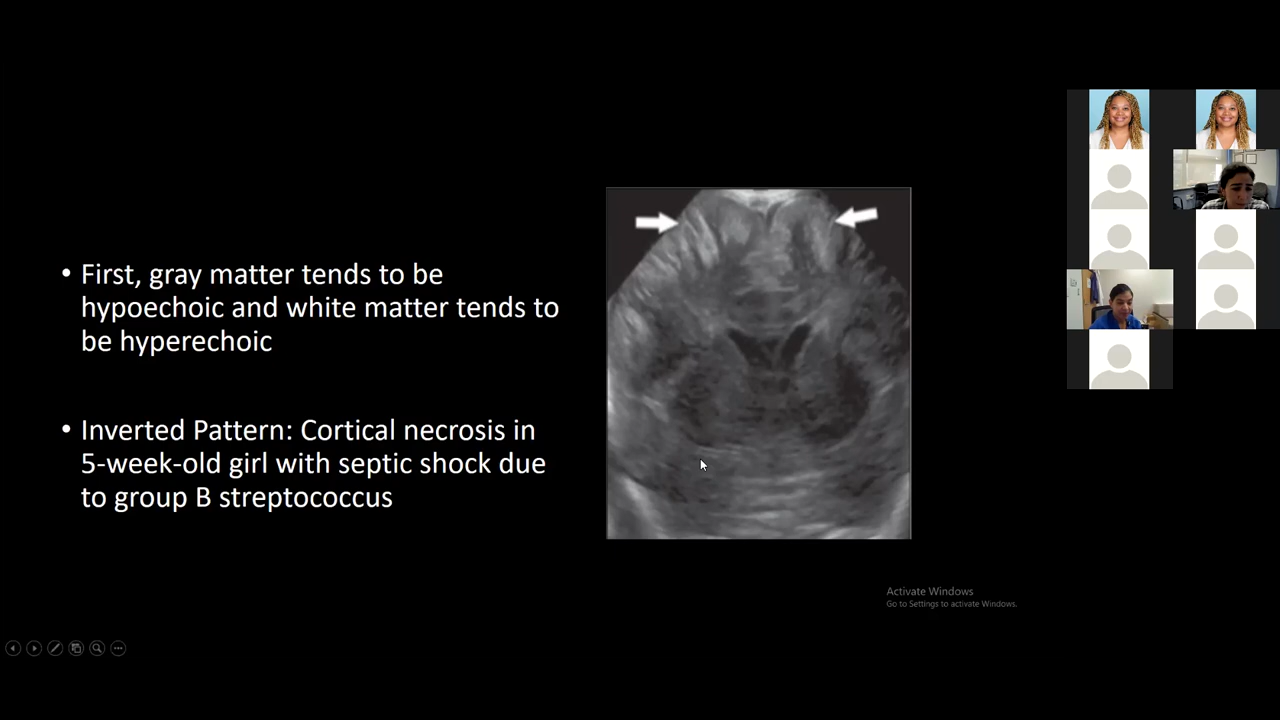 • First, gray matter tends to be
hypoechoic and white matter tends to
be hyperechoic
• Inverted Pattern: Cortical necrosis in
5-week-old girl with septic shock due
to group B streptococcus
Activate Windows
Go to Settings to activate Windows.